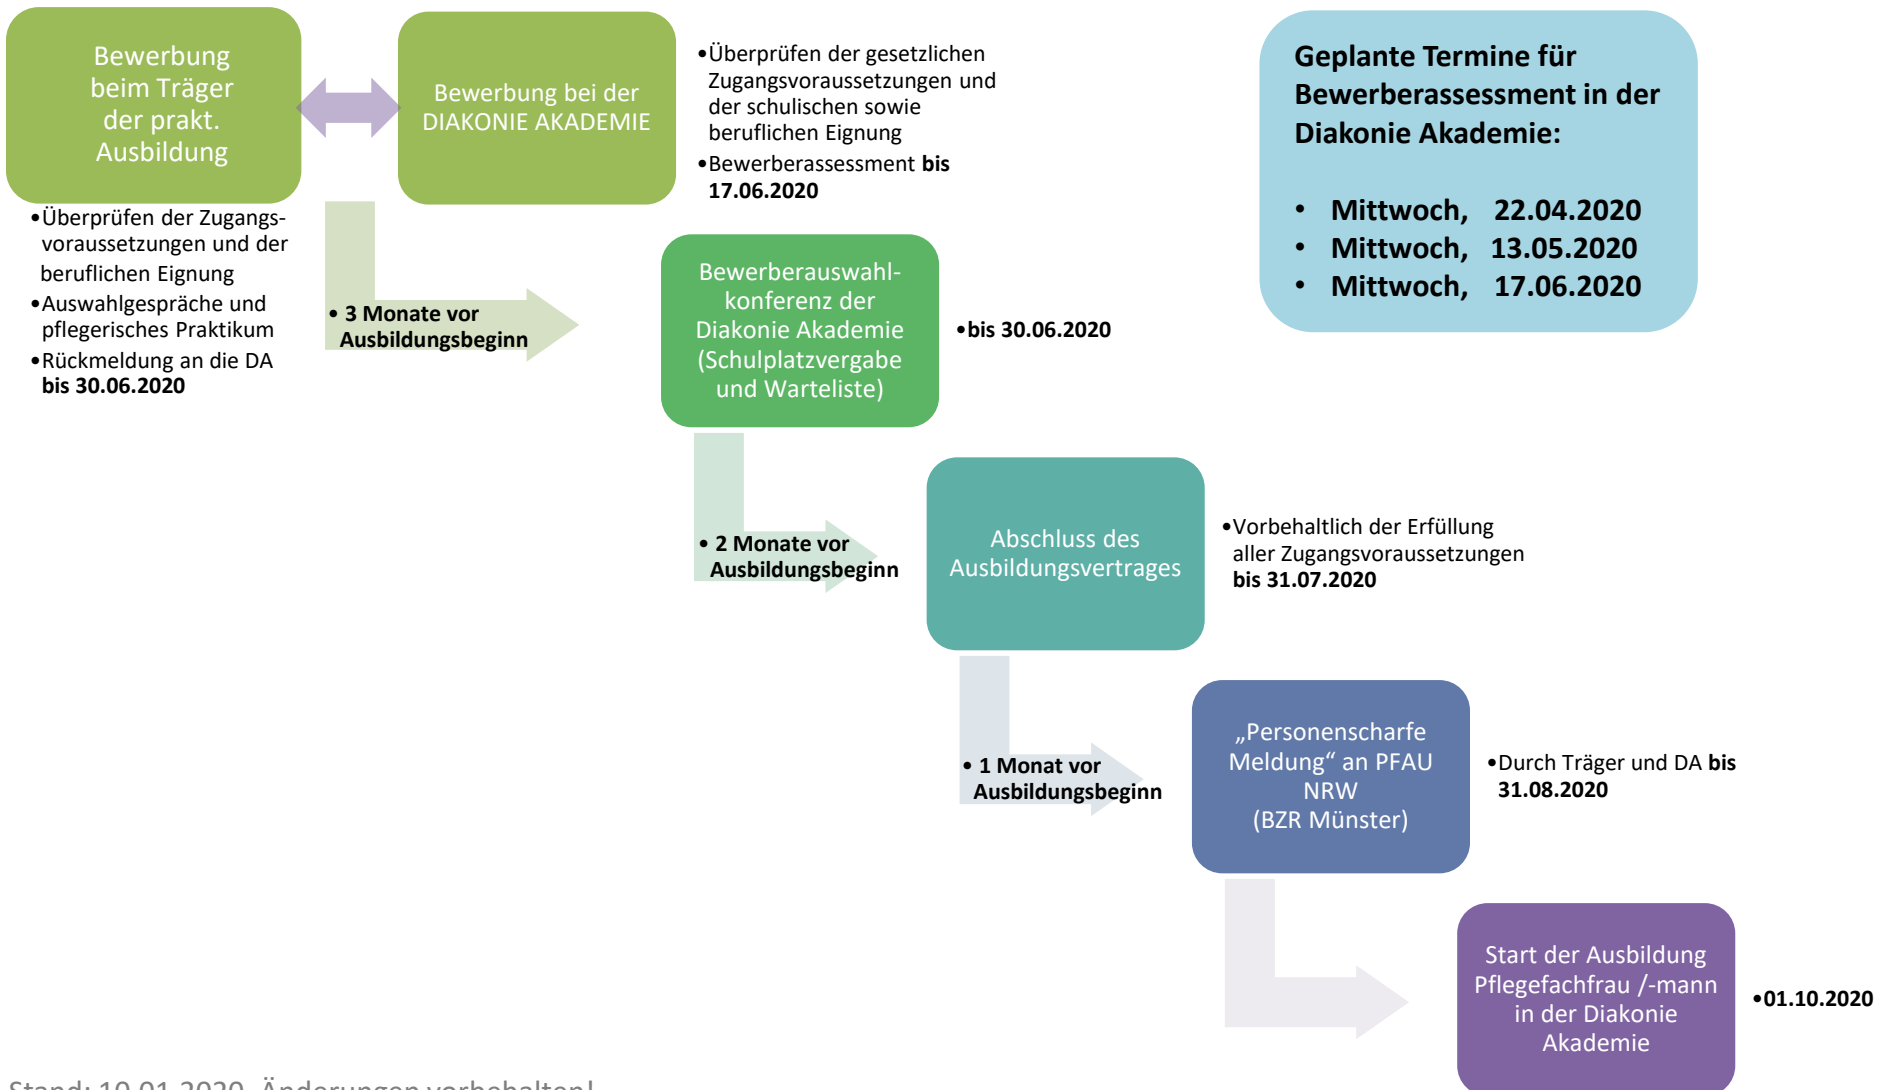 Bewerbung
beim Träger
der prakt.
Ausbildung
Bewerbung bei der
DIAKONIE AKADEMIE
•Überprüfen der gesetzlichen
Zugangsvoraussetzungen und
der schulischen sowie
beruflichen Eignung
•Bewerberassessment bis
17.06.2020
Geplante Termine für
Bewerberassessment in der
Diakonie Akademie:
• Mittwoch, 22.04.2020
• Mittwoch, 13.05.2020
• Mittwoch, 17.06.2020
•Überprüfen der Zugangs-
voraussetzungen und der
beruflichen Eignung
•Auswahlgespräche und
pflegerisches Praktikum
•Rückmeldung an die DA
bis 30.06.2020
• 3 Monate vor
Ausbildungsbeginn
Bewerberauswahl-
konferenz der
Diakonie Akademie
(Schulplatzvergabe
und Warteliste)
•bis 30.06.2020
• 2 Monate vor
Ausbildungsbeginn
Abschluss des
Ausbildungsvertrages
•Vorbehaltlich der Erfüllung
aller Zugangsvoraussetzungen
bis 31.07.2020
• 1 Monat vor
Ausbildungsbeginn
„Personenscharfe
Meldung“ an PFAU
NRW
(BZR Münster)
•Durch Träger und DA bis
31.08.2020
Start der Ausbildung
Pflegefachfrau /-mann
in der Diakonie
Akademie
•01.10.2020
Stand: 10.01.2020, Änderungen vorbehalten!